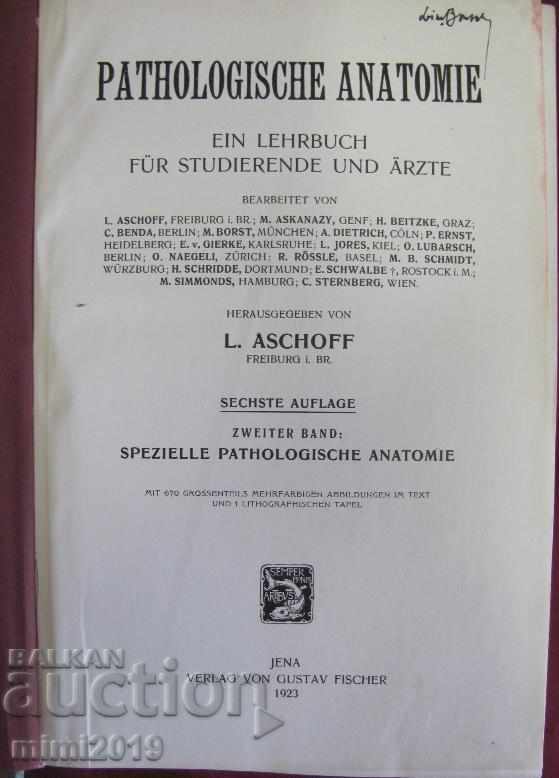 PATHOLOGISCHE ANATOMIE
EIN LEHRBUCH
FÜR STUDIERENDE UND ÄRZTE
BEARBEITET VON
L. ASCHOFF, FREIBURG i. BR.; M. ASKANAZY, GENF; H. BEITZKE, GRAZ;
C. BENDA, BERLIN; M. BORST, MÜNCHEN; A. DIETRICH, CÖLN; P. ERNST,
HEIDELBERG; E. v. GIERKE, KARLSRUHE; L. JORES, KIEL; O. LUBARSCH,
BERLIN; O. NAEGELI, ZÜRICH; R. RÖSSLE, BASEL; M. B. SCHMIDT,
WÜRZBURG; H. SCHRIDDE, DORTMUND; E. SCHWALBE †, ROSTOCK i. M.;
M. SIMMONDS, HAMBURG; C. STERNBERG, WIEN.
HERAUSGEGEBEN VON
L. ASCHOFF
FREIBURG i. BR.
SECHSTE AUFLAGE
ZWEITER BAND:
SPEZIELLE PATHOLOGISCHE ANATOMIE
MIT 670 GROSSENTEILS MEHRFARBIGEN ABBILDUNGEN IM TEXT
UND 1 LITHOGRAPHISCHEN TAFEL
SEMPER
BONIS
ARTIBUS
JENA
VERLAG VON GUSTAV FISCHER
1923
BALKAN
auction
mimi2019